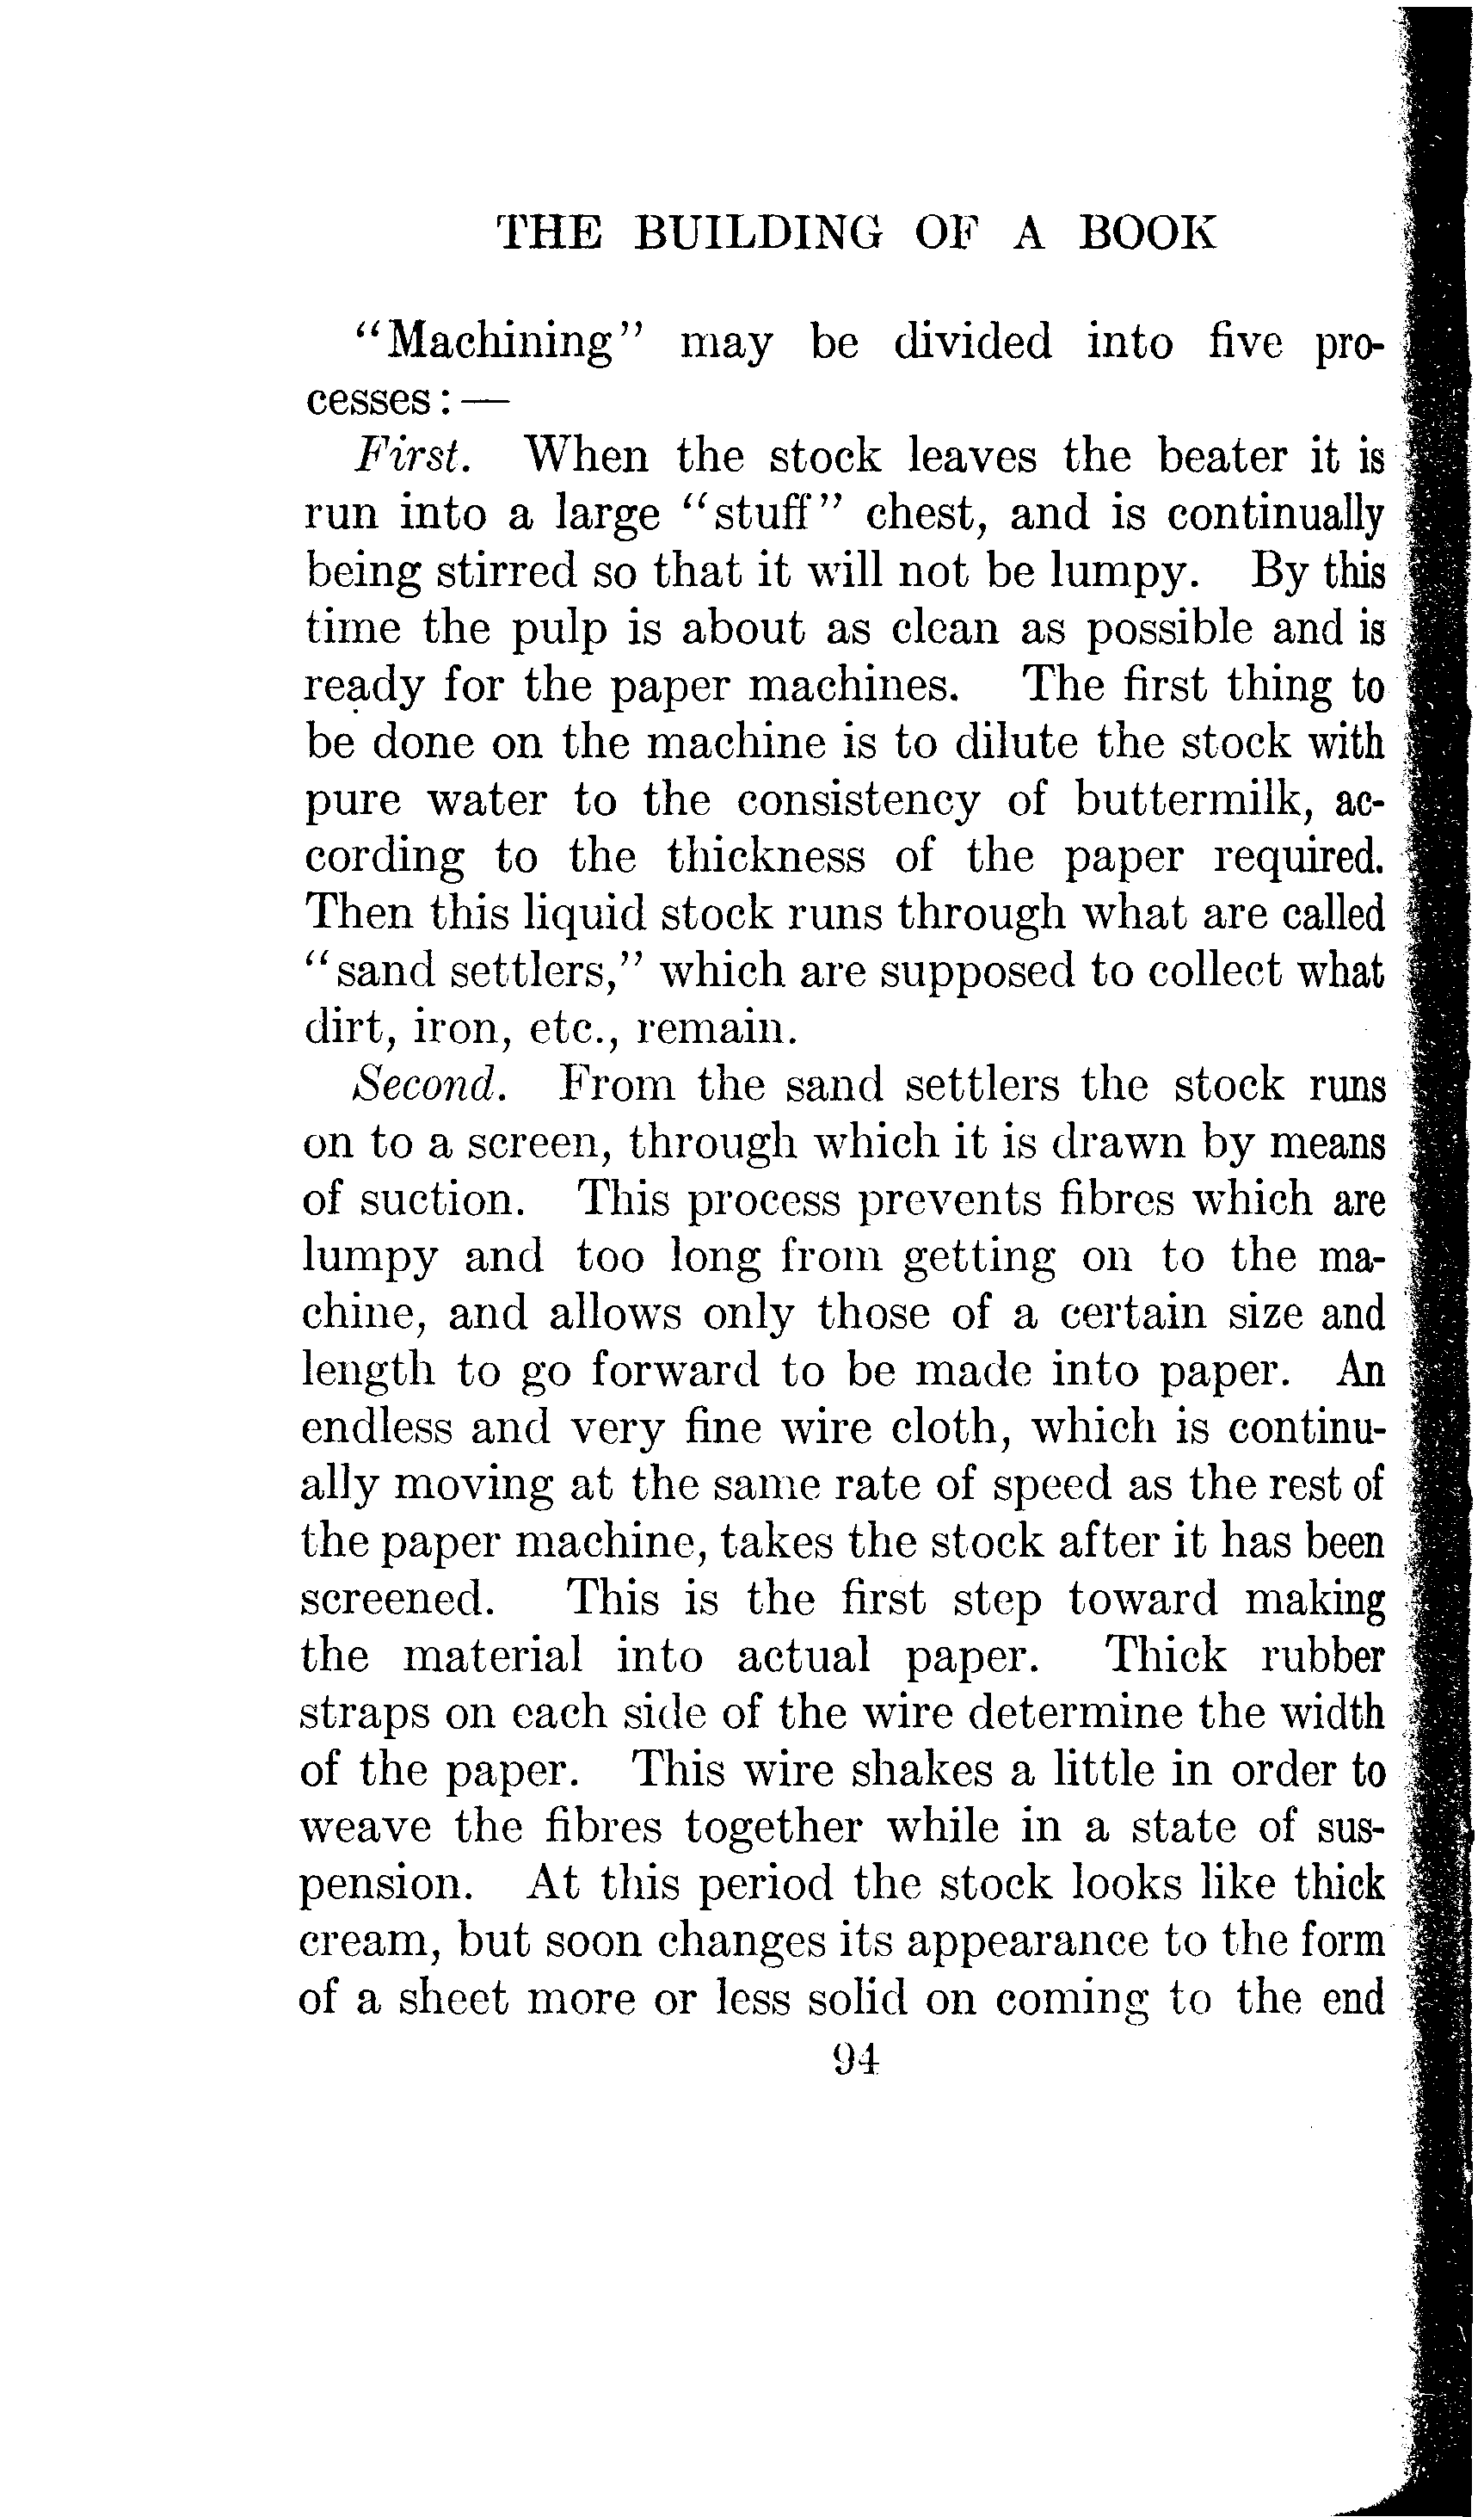 THE BUILDING OF A BOOK
“Machining” may be divided into five pro-
cesses: —
First. When the stock leaves the beater it is
run into a large “stuff” chest, and is continually
being stirred so that it will not be lumpy. By this
time the pulp is about as clean as possible and is
ready for the paper machines. The first thing to
be done on the machine is to dilute the stock with
pure water to the consistency of buttermilk, ac-
cording to the thickness of the paper required.
Then this liquid stock runs through what are called
“sand settlers,” which are supposed to collect what
dirt, iron, etc., remain.
Second. From the sand settlers the stock runs
on to a screen, through which it is drawn by means
of suction. This process prevents fibres which are
lumpy and too long from getting on to the ma-
chine, and allows only those of a certain size and
length to go forward to be made into paper. An
endless and very fine wire cloth, which is continu-
ally moving at the same rate of speed as the rest of
the paper machine, takes the stock after it has been
screened. This is the first step toward making
the material into actual paper. Thick rubber
straps on each side of the wire determine the width
of the paper. This wire shakes a little in order to
weave the fibres together while in a state of sus-
pension. At this period the stock looks like thick
cream, but soon changes its appearance to the form
of a sheet more or less solid on coming to the end
94